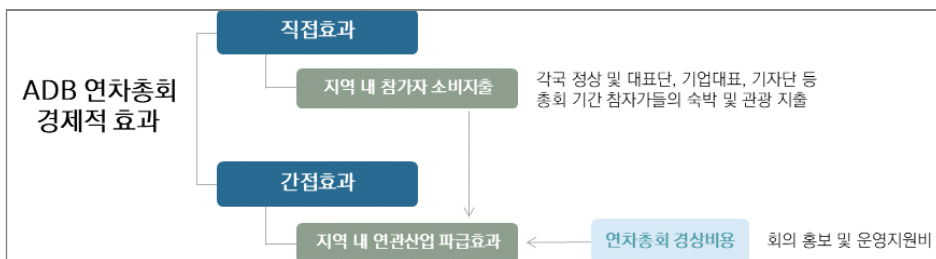 직접효과
ADB 연차총회
경제적 효과
지역 내 참가자 소비지출
각국 정상 및 대표단, 기업대표, 기자단 등
총회 기간 참자가들의 숙박 및 관광 지출
간접효과
지역 내 연관산업 파급효과
연차총회 경상비용
회의 홍보 및 운영지원비